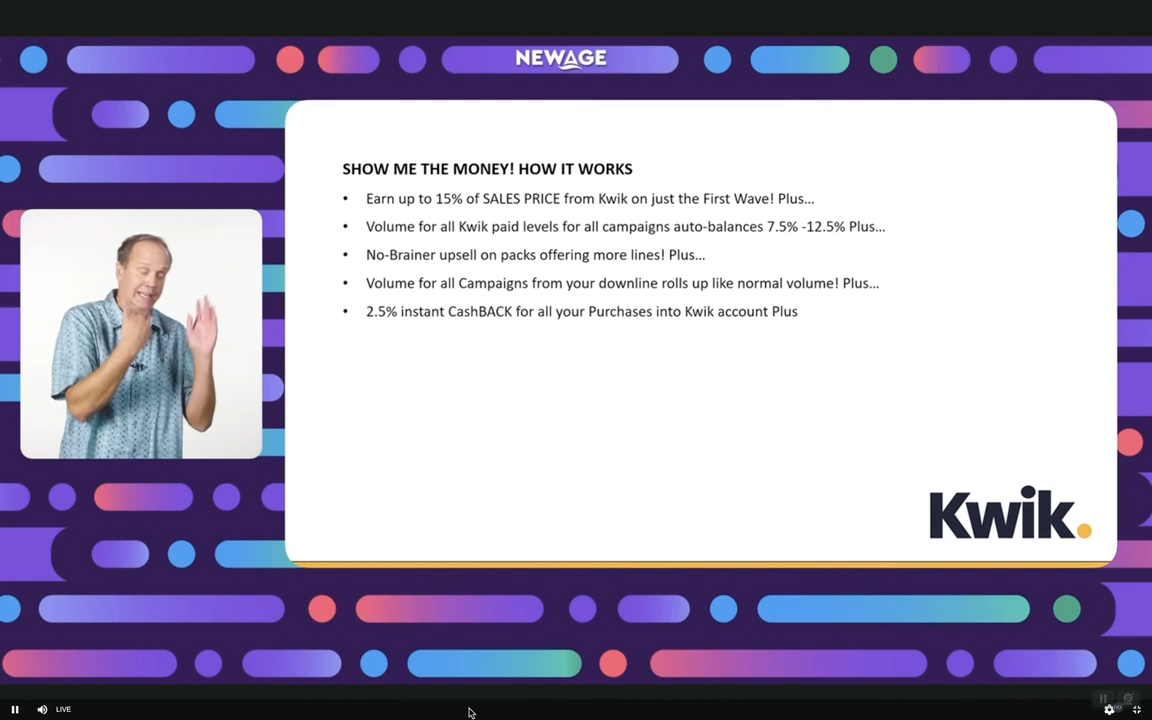 NEWAGE
SHOW ME THE MONEY! HOW IT WORKS
• Earn up to 15% of SALES PRICE from Kwik on just the First Wave! Plus...
• Volume for all Kwik paid levels for all campaigns auto-balances 7.5% -12.5% Plus...
• No-Brainer upsell on packs offering more lines! Plus...
• Volume for all Campaigns from your downline rolls up like normal volume! Plus...
• 2.5% instant CashBACK for all your Purchases into Kwik account Plus
Kwik.
LIVE